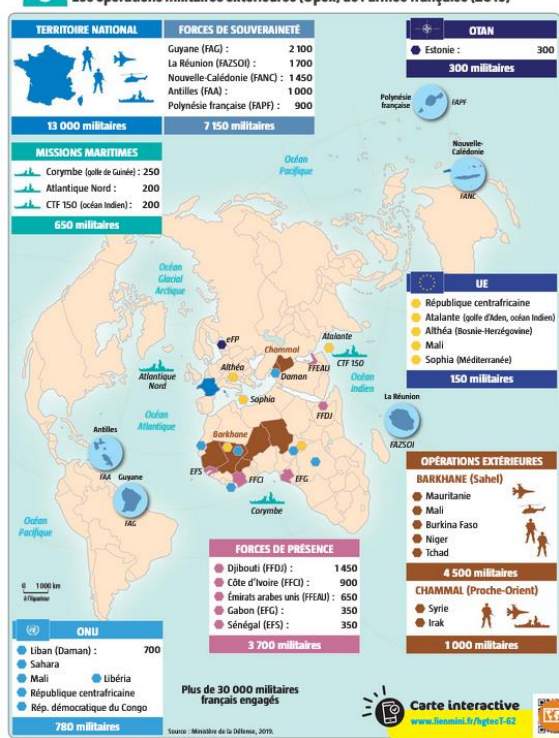 Les opérations militaires extérieures (Opex) de l'armée française (2019)
TERRITOIRE NATIONAL
13 000 militaires
FORCES DE SOUVERAINETÉ
Guyane (FAG) : 2 100
La Réunion (FAZSOI) : 1 700
Nouvelle-Calédonie (FANC) : 1 450
Antilles (FAA) : 1 000
Polynésie française (FAPF) : 900
7 150 militaires
OTAN
Estonie : 300
300 militaires
MISSIONS MARITIMES
Corymbe (golfe de Guinée) : 250
Atlantique Nord : 200
CTF 150 (océan Indien) : 200
650 militaires
Polynésie
française
FAPF
Nouvelle-
Calédonie
FANC
Océan
Pacifique
Océan
Glacial
Arctique
UE
République centrafricaine
Atalante (golfe d'Aden, océan Indien)
Althéa (Bosnie-Herzégovine)
Mali
Sophia (Méditerranée)
150 militaires
eFP
Chammal
Atalante
CTF 150
FFEAU
Althéa
Daman
Atlantique
Nord
Sophia
Océan
Indien
FFDJ
Océan
Atlantique
Barkhane
La Réunion
FAZSOI
Antilles
FAA
Guyane
FAG
EFS
FFCI
EFG
Corymbe
Océan
Pacifique
OPÉRATIONS EXTÉRIEURES
BARKHANE (Sahel)
Mauritanie
Mali
Burkina Faso
Niger
Tchad
4 500 militaires
CHAMMAL (Proche-Orient)
Syrie
Irak
1 000 militaires
FORCES DE PRÉSENCE
Djibouti (FFDJ) : 1 450
Côte d'Ivoire (FFCI) : 900
Émirats arabes unis (FFEAU) : 650
Gabon (EFG) : 350
Sénégal (EFS) : 350
3 700 militaires
0 1 000 km
à l'Équateur
ONU
Liban (Daman) : 700
Sahara
Mali Libéria
République centrafricaine
Rép. démocratique du Congo
780 militaires
Plus de 30 000 militaires
français engagés
Source : Ministère de la Défense, 2019.
Carte interactive
www.lienmini.fr/hgtecT-62